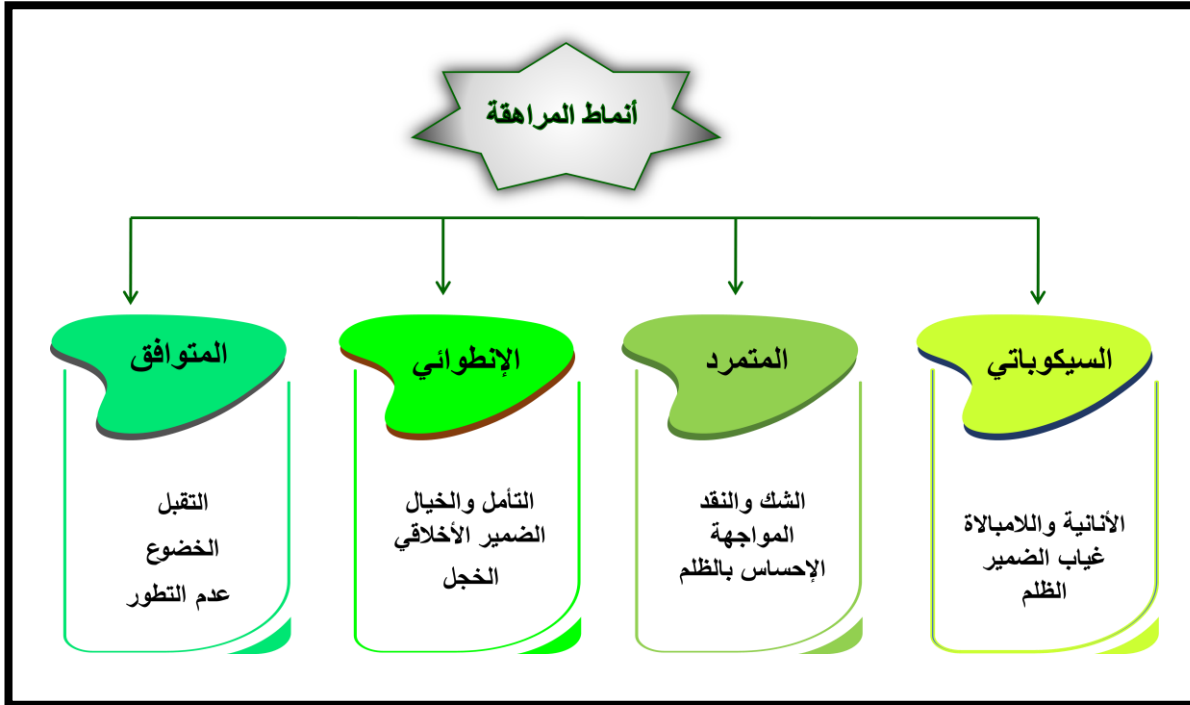 أنماط المراهقة
السيكوباتي
الأنانية واللامبالاة
غياب الضمير
الظلم
المتمرد
الشك والنقد
المواجهة
الإحساس بالظلم
الإنطوائي
التأمل والخيال
الضمير الأخلاقي
الخجل
المتوافق
التقبل
الخضوع
عدم التطور